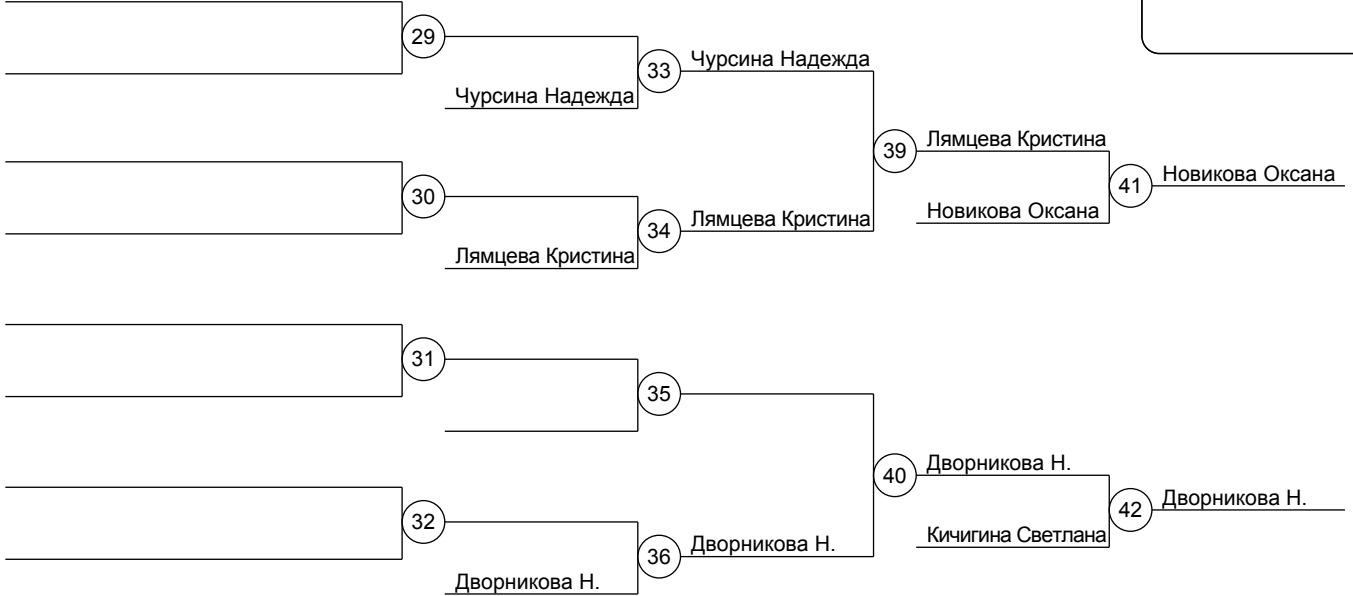 29
33
Чурсина Надежда
Чурсина Надежда
39
Лямцева Кристина
41
Новикова Оксана
30
34
Лямцева Кристина
Новикова Оксана
Лямцева Кристина
31
35
40
Дворникова Н.
42
Дворникова Н.
32
36
Дворникова Н.
Кичигина Светлана
Дворникова Н.